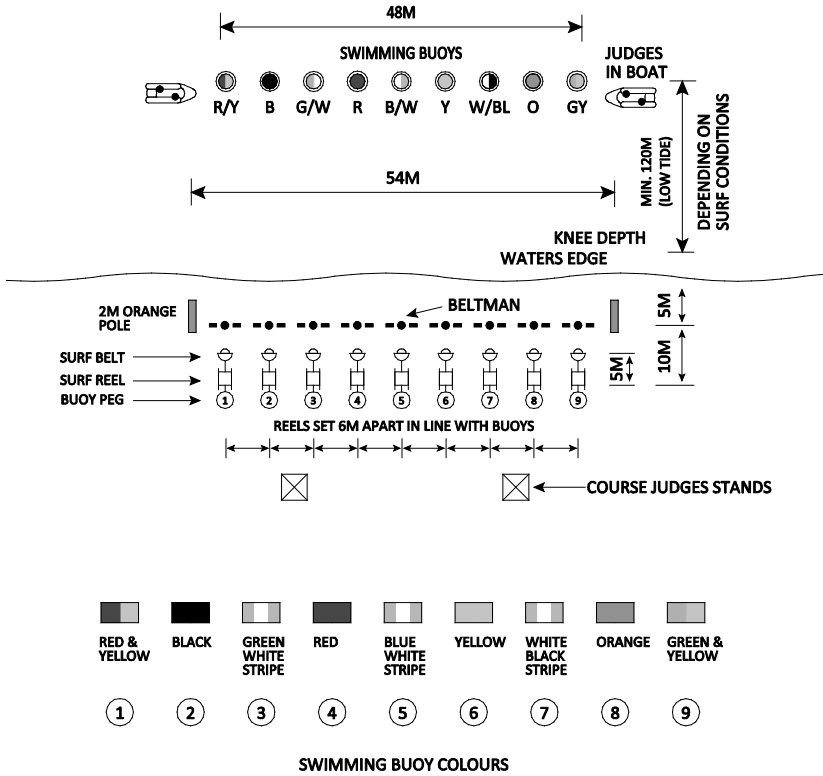 48M
SWIMMING BUOYS
JUDGES
IN BOAT
R/Y B G/W R B/W Y W/BL O GY
MIN. 120M
(LOW TIDE)
DEPENDING ON
SURF CONDITIONS
54M
KNEE DEPTH
WATERS EDGE
2M ORANGE
POLE
BELTMAN
5M
SURF BELT
SURF REEL
BUOY PEG
5M
10M
1 2 3 4 5 6 7 8 9
REELS SET 6M APART IN LINE WITH BUOYS
COURSE JUDGES STANDS
RED &
YELLOW
BLACK
GREEN
WHITE
STRIPE
RED
BLUE
WHITE
STRIPE
YELLOW
WHITE
BLACK
STRIPE
ORANGE
GREEN &
YELLOW
1 2 3 4 5 6 7 8 9
SWIMMING BUOY COLOURS